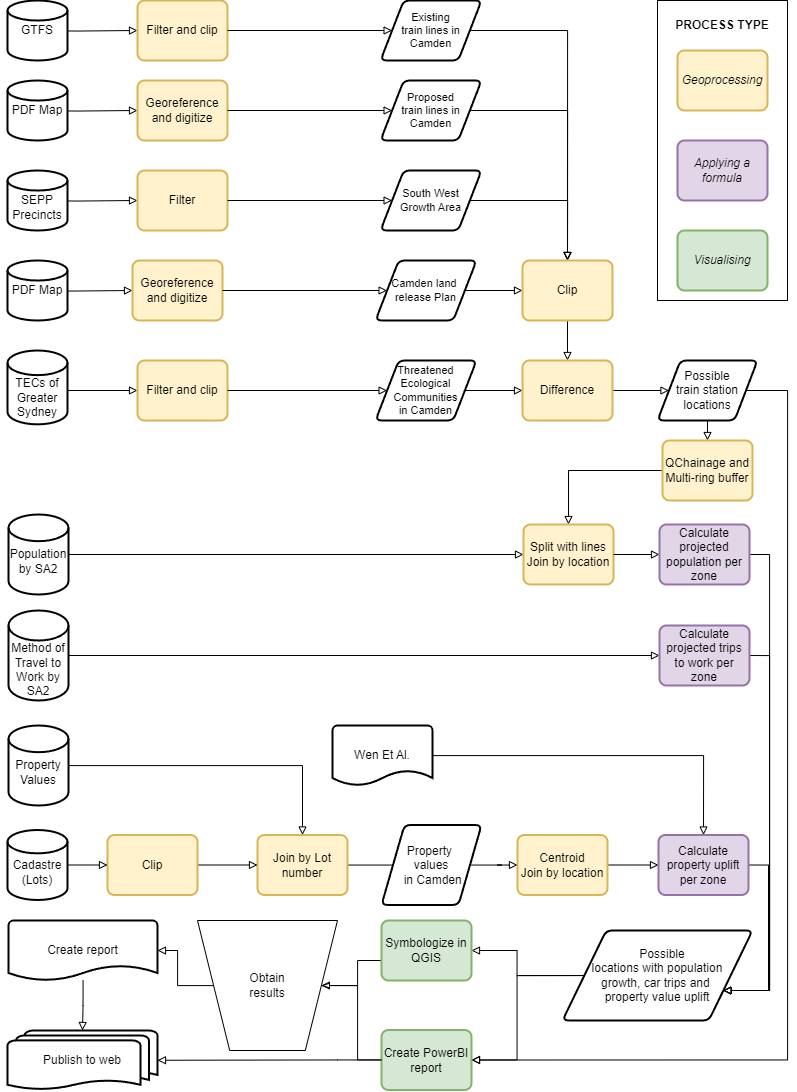 GTFS
Filter and clip
Existing
train lines in
Camden
PROCESS TYPE
Geoprocessing
PDF Map
Georeference
and digitize
Proposed
train lines in
Camden
Applying a
formula
SEPP
Precincts
Filter
South West
Growth Area
Visualising
PDF Map
Georeference
and digitize
Camden land
release Plan
Clip
TECs of
Greater
Sydney
Filter and clip
Threatened
Ecological
Communities
in Camden
Difference
Possible
train station
locations
QChainage and
Multi-ring buffer
Population
by SA2
Split with lines
Join by location
Calculate
projected
population per
zone
Method of
Travel to
Work by
SA2
Calculate
projected trips
to work per
zone
Property
Values
Wen Et Al.
Cadastre
(Lots)
Clip
Join by Lot
number
Property
values
in Camden
Centroid
Join by location
Calculate
property uplift
per zone
Create report
Obtain
results
Symbologize in
QGIS
Possible
locations with population
growth, car trips and
property value uplift
Publish to web
Create PowerBI
report